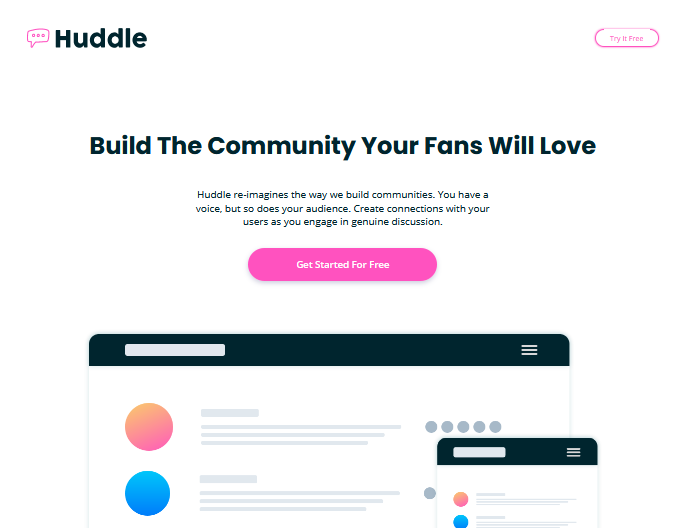 Huddle
Try It Free
Build The Community Your Fans Will Love
Huddle re-imagines the way we build communities. You have a
voice, but so does your audience. Create connections with your
users as you engage in genuine discussion.
Get Started For Free